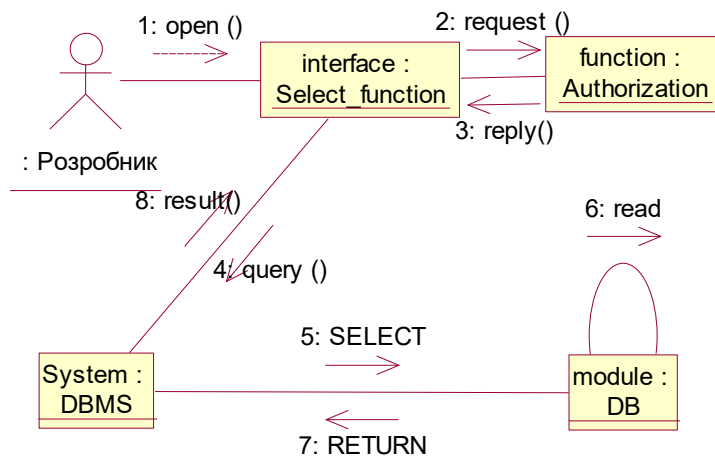 1: open ()
2: request ()
interface :
Select_function
function :
Authorization
3: reply()
: Розробник
8: result()
4: query ()
6: read
5: SELECT
System :
DBMS
module :
DB
7: RETURN